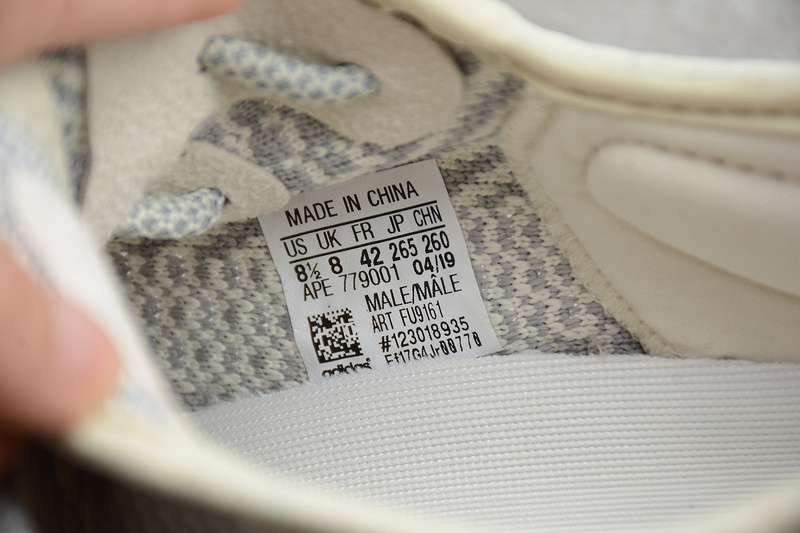 MADE IN CHINA
US UK FR JP CHN
8½ 8 42 265 260
APE 779001 04/19
MALE/MÂLE
ART FU9161
#123018935
Ef17G4Jr00770
adidas